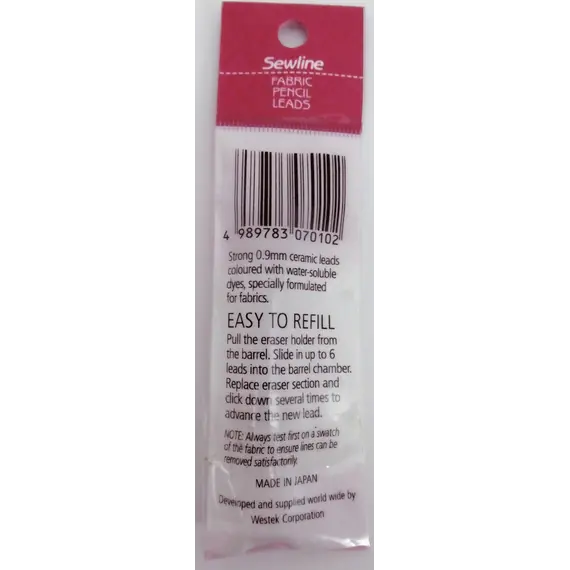 Sewline
FABRIC
PENCIL
LEADS
4 989783 070102
Strong 0.9mm ceramic leads
coloured with water-soluble
dyes, specially formulated
for fabrics.
EASY TO REFILL
Pull the eraser holder from
the barrel. Slide in up to 6
leads into the barrel chamber.
Replace eraser section and
click down several times to
advance the new lead.
NOTE: Always test first on a swatch
of the fabric to ensure lines can be
removed satisfactorily.
MADE IN JAPAN
Developed and supplied world wide by
Westek Corporation